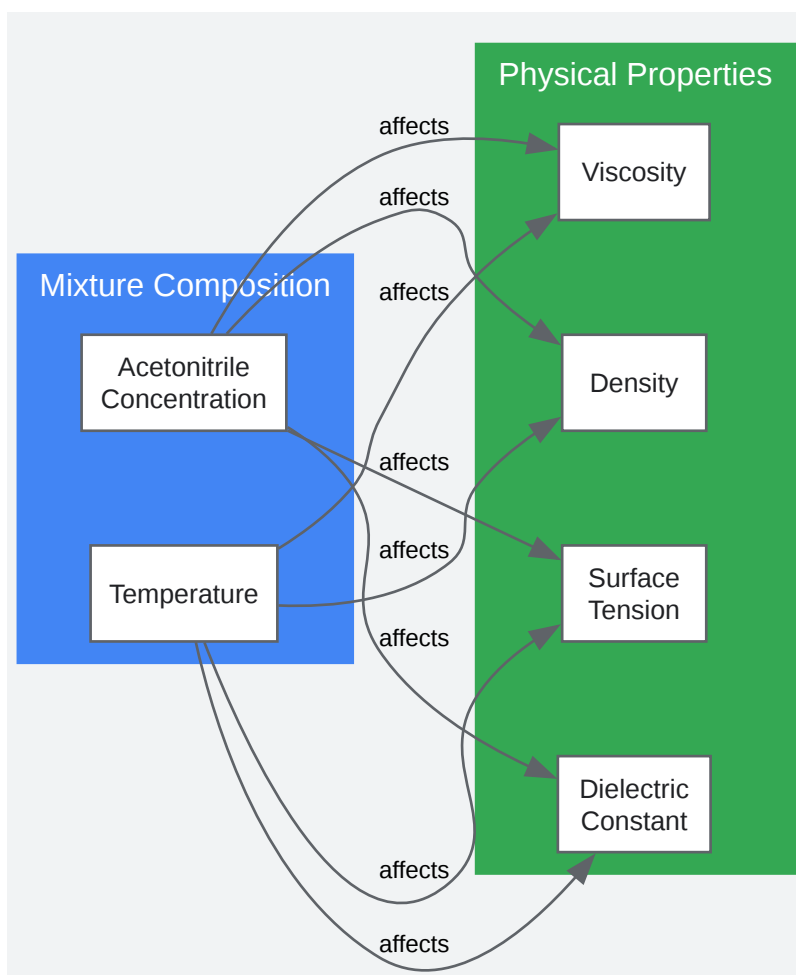 Physical Properties
affects
Viscosity
affects
Mixture Composition
affects
Acetonitrile
Concentration
Density
affects
affects
Temperature
Surface
Tension
affects
Dielectric
Constant
affects
affects